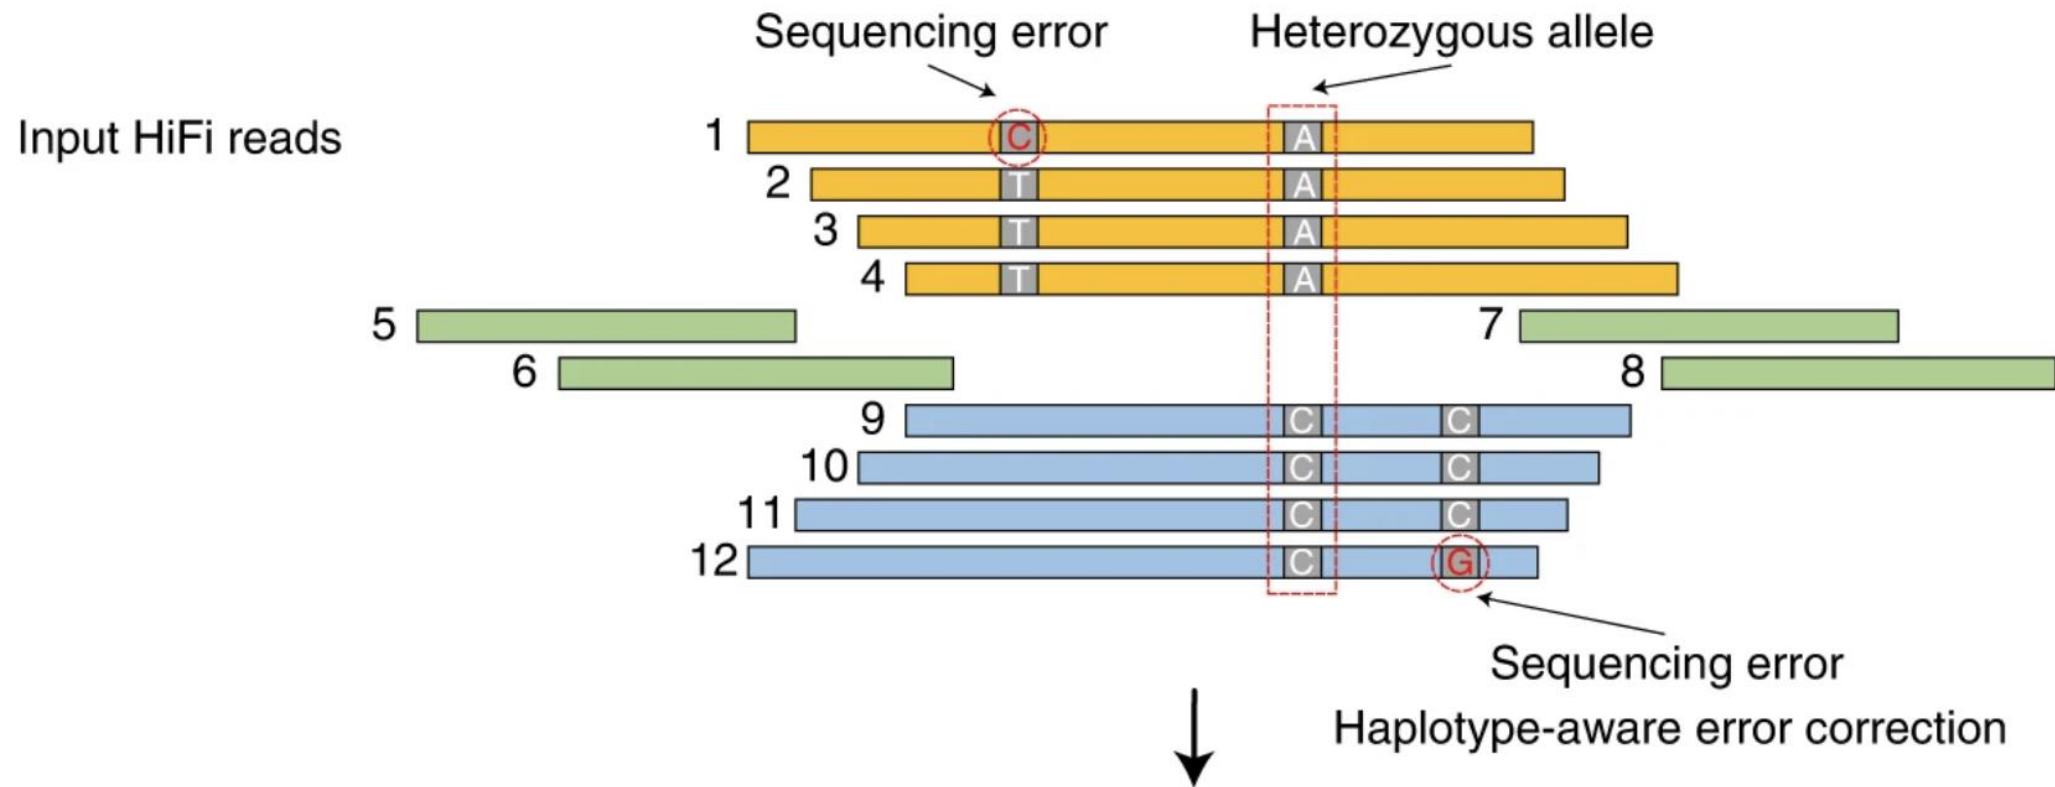 Sequencing error Heterozygous allele
Input HiFi reads 1 C A
2 T A
3 T A
4 T A
5 7
6 8
9 C C
10 C C
11 C C
12 C G
Sequencing error
Haplotype-aware error correction